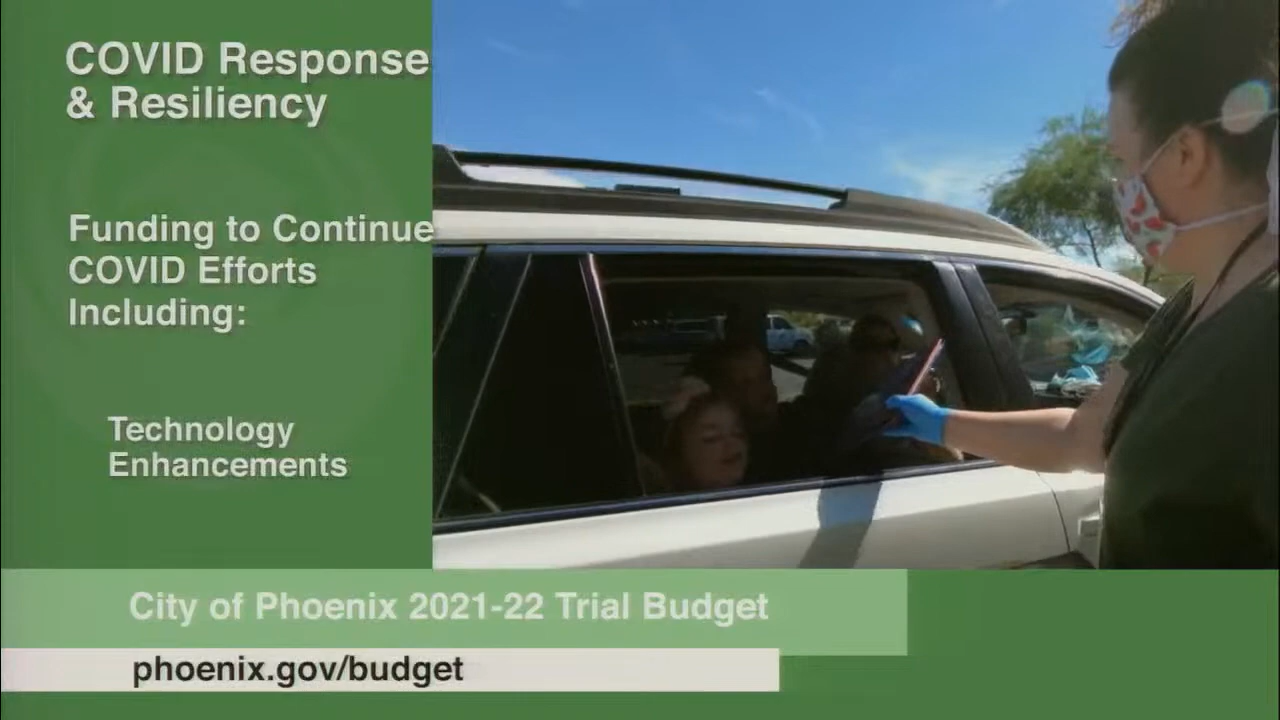 COVID Response
& Resiliency
Funding to Continue
COVID Efforts
Including:
Technology
Enhancements
City of Phoenix 2021-22 Trial Budget
phoenix.gov/budget